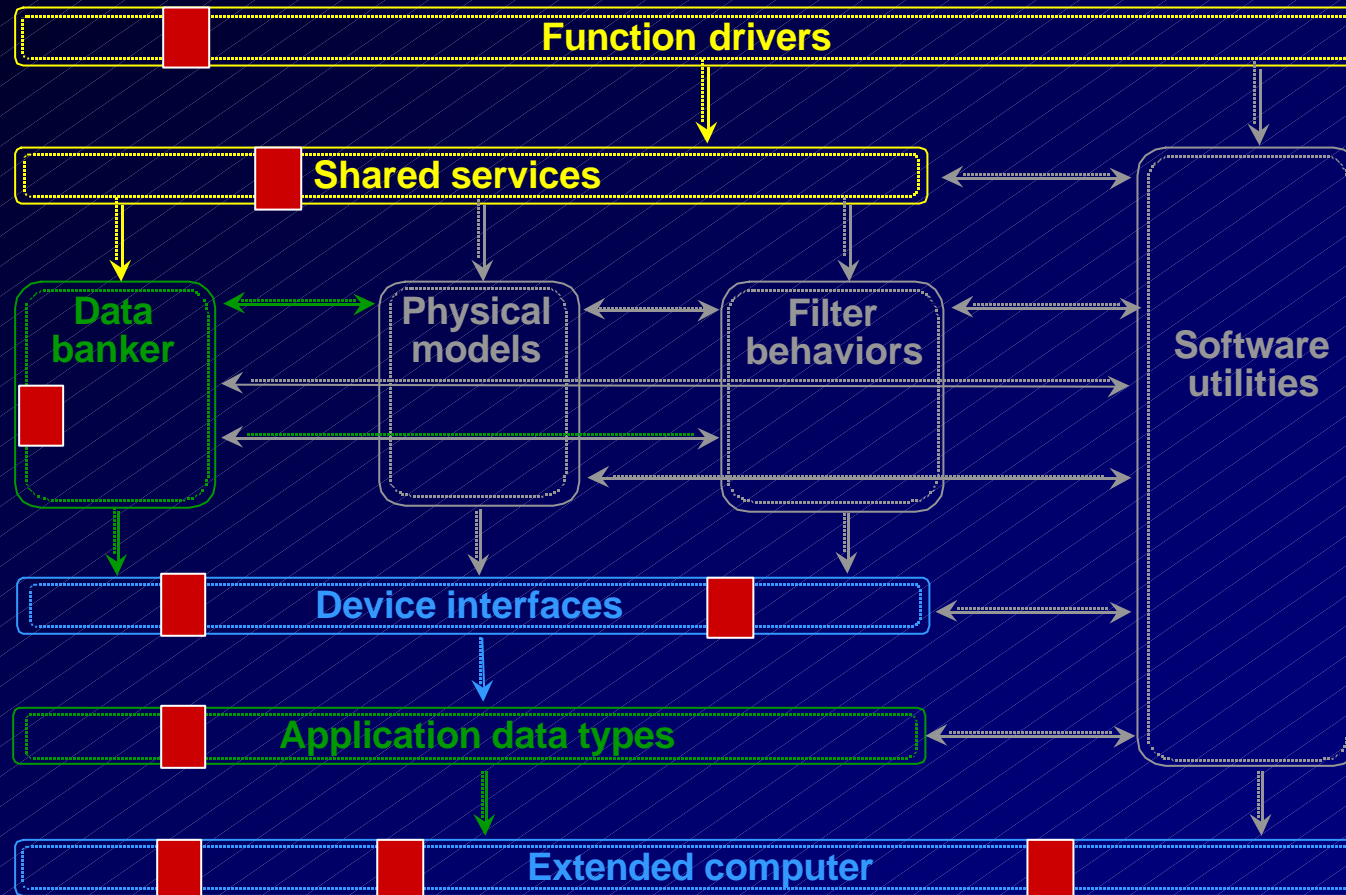 Function drivers
Shared services
Data
banker
Physical
models
Filter
behaviors
Software
utilities
Device interfaces
Application data types
Extended computer